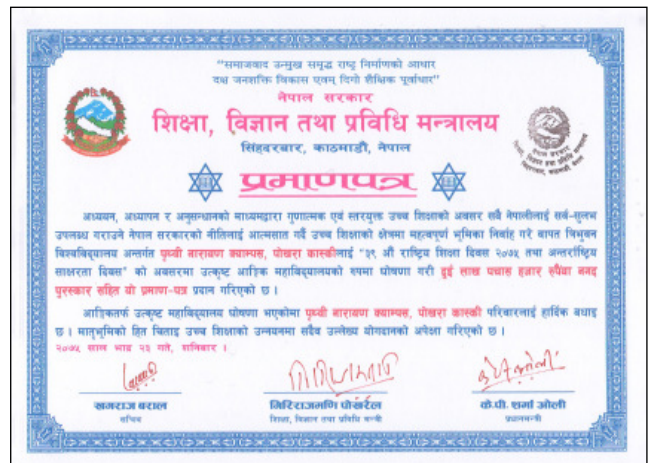 "समाजवाद उन्मुख समृद्ध राष्ट्र निर्माणको आधार
दक्ष जनशक्ति विकास एवम् दिगो शैक्षिक पूर्वाधार"
नेपाल सरकार
शिक्षा, विज्ञान तथा प्रविधि मन्त्रालय
सिंहदरबार, काठमाडौं, नेपाल
प्रमाणपत्र
अध्ययन, अध्यापन र अनुसन्धानको माध्यमद्वारा गुणात्मक एवं स्तरयुक्त उच्च शिक्षाको अवसर सबै नेपालीलाई सर्व-सुलभ
उपलब्ध गराउने नेपाल सरकारको नीतिलाई आत्मसात गर्दै उच्च शिक्षाको क्षेत्रमा महत्वपूर्ण भूमिका निर्वाह गरे बापत त्रिभुवन
विश्वविद्यालय अन्तर्गत पृथ्वी नारायण क्याम्पस, पोखरा कास्कीलाई "३९ औं राष्ट्रिय शिक्षा दिवस २०७५ तथा अन्तर्राष्ट्रिय
साक्षरता दिवस" को अवसरमा उत्कृष्ट आङ्गिक महाविद्यालयको रुपमा घोषणा गरी दुई लाख पचास हजार रुपैंया नगद
पुरस्कार सहित यो प्रमाण-पत्र प्रदान गरिएको छ ।
आङ्गिकतर्फ उत्कृष्ट महाविद्यालय घोषणा भएकोमा पृथ्वी नारायण क्याम्पस, पोखरा कास्की परिवारलाई हार्दिक बधाइ
छ । मातृभूमिको हित चिताइ उच्च शिक्षाको उन्नयनमा सदैव उल्लेख्य योगदानको अपेक्षा गरिएको छ ।
२०७५ साल भाद्र २३ गते, शनिबार ।
खगराज बराल
गिरिराजमणि पोखरेल
के.पी. शर्मा ओली
सचिव
शिक्षा, विज्ञान तथा प्रविधि मन्त्री
प्रधानमन्त्री